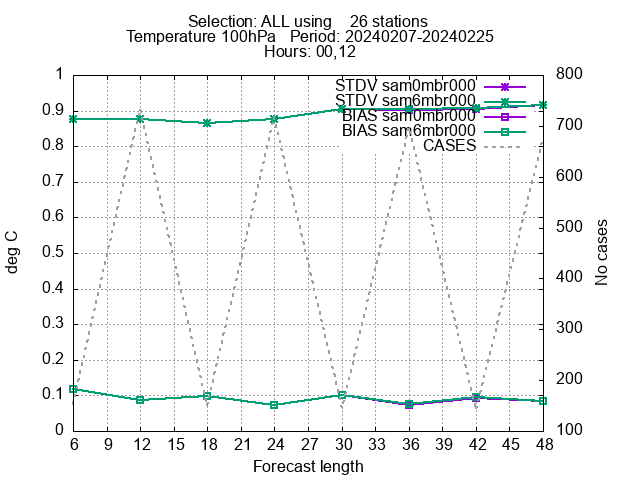 Selection: ALL using    26 stations
Temperature 100hPa   Period: 20240207-20240225
Hours: 00,12
STDV sam0mbr000
STDV sam6mbr000
BIAS sam0mbr000
BIAS sam6mbr000
CASES
1
0.9
0.8
0.7
0.6
0.5
0.4
0.3
0.2
0.1
0
deg C
800
700
600
500
400
300
200
100
No cases
6 9 12 15 18 21 24 27 30 33 36 39 42 45 48
Forecast length